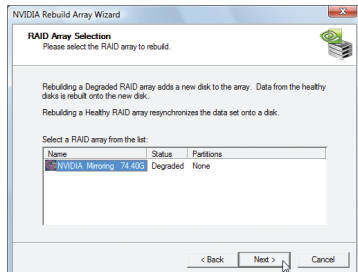 NVIDIA Rebuild Array Wizard
RAID Array Selection
Please select the RAID array to rebuild.
Rebuilding a Degraded RAID array adds a new disk to the array. Data from the healthy
disks is rebuilt onto the new disk.
Rebuilding a Healthy RAID array resynchronizes the data set onto a disk.
Select a RAID array from the list:
Name Status Partitions
NVIDIA Mirroring 74.40G Degraded None
< Back Next > Cancel